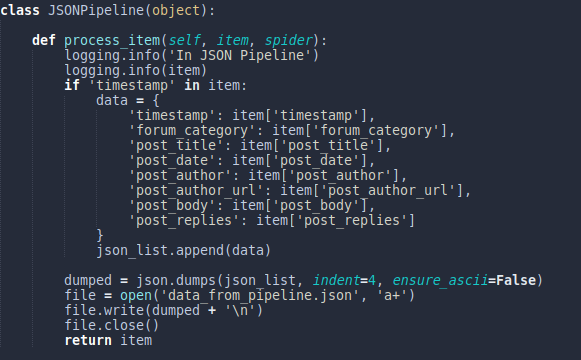 class JSONPipeline(object):
def process_item(self, item, spider):
logging.info('In JSON Pipeline')
logging.info(item)
if 'timestamp' in item:
data = {
'timestamp': item['timestamp'],
'forum_category': item['forum_category'],
'post_title': item['post_title'],
'post_date': item['post_date'],
'post_author': item['post_author'],
'post_author_url': item['post_author_url'],
'post_body': item['post_body'],
'post_replies': item['post_replies']
}
json_list.append(data)
dumped = json.dumps(json_list, indent=4, ensure_ascii=False)
file = open('data_from_pipeline.json', 'a+')
file.write(dumped + '\n')
file.close()
return item